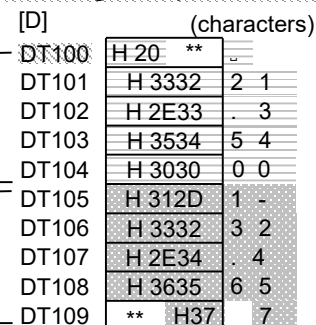 [D] (characters)
DT100 H 20 ** ␣
DT101 H 3332 2 1
DT102 H 2E33 . 3
DT103 H 3534 5 4
DT104 H 3030 0 0
DT105 H 312D 1 -
DT106 H 3332 3 2
DT107 H 2E34 . 4
DT108 H 3635 6 5
DT109 ** H37 7